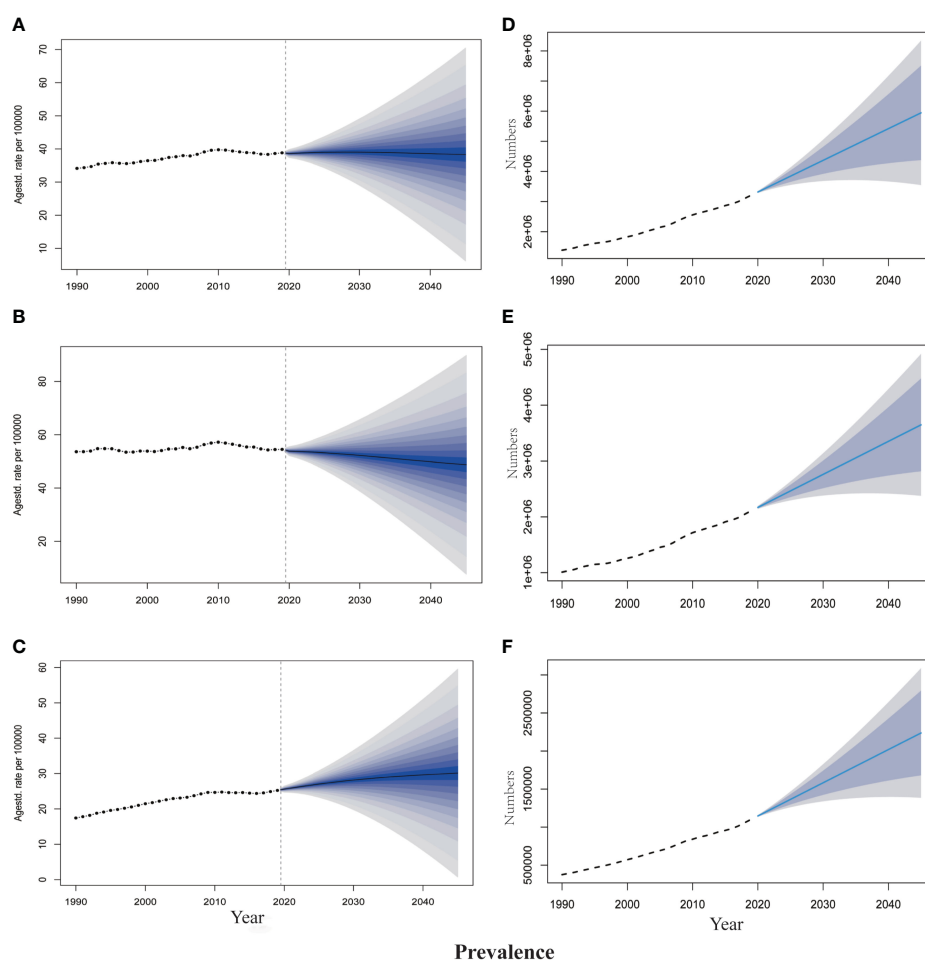 A
Agestd. rate per 100000
70
60
50
40
30
20
10
1990 2000 2010 2020 2030 2040
D
Numbers
8e+06
6e+06
4e+06
2e+06
1990 2000 2010 2020 2030 2040
B
Agestd. rate per 100000
80
60
40
20
1990 2000 2010 2020 2030 2040
E
Numbers
5e+06
4e+06
3e+06
2e+06
1e+06
1990 2000 2010 2020 2030 2040
C
Agestd. rate per 100000
60
50
40
30
20
10
0
1990 2000 2010 2020 2030 2040
Year
F
Numbers
2500000
1500000
500000
1990 2000 2010 2020 2030 2040
Year
Prevalence